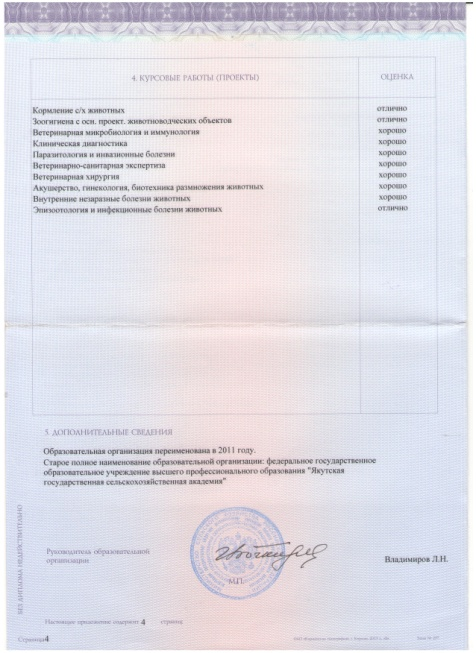 4. КУРСОВЫЕ РАБОТЫ (ПРОЕКТЫ) ОЦЕНКА
Кормление с/х животных отлично
Зоогигиена с осн. проект. животноводческих объектов отлично
Ветеринарная микробиология и иммунология хорошо
Клиническая диагностика хорошо
Паразитология и инвазионные болезни хорошо
Ветеринарно-санитарная экспертиза хорошо
Ветеринарная хирургия хорошо
Акушерство, гинекология, биотехника размножения животных хорошо
Внутренние незаразные болезни животных хорошо
Эпизоотология и инфекционные болезни животных отлично
5. ДОПОЛНИТЕЛЬНЫЕ СВЕДЕНИЯ
Образовательная организация переименована в 2011 году.
Старое полное наименование образовательной организации: федеральное государственное
образовательное учреждение высшего профессионального образования "Якутская
государственная сельскохозяйственная академия"
БЕЗ ДИПЛОМА НЕДЕЙСТВИТЕЛЬНО
Руководитель образовательной
организации
Владимиров Л.Н.
М.П.
Настоящее приложение содержит 4 страниц
Страница 4